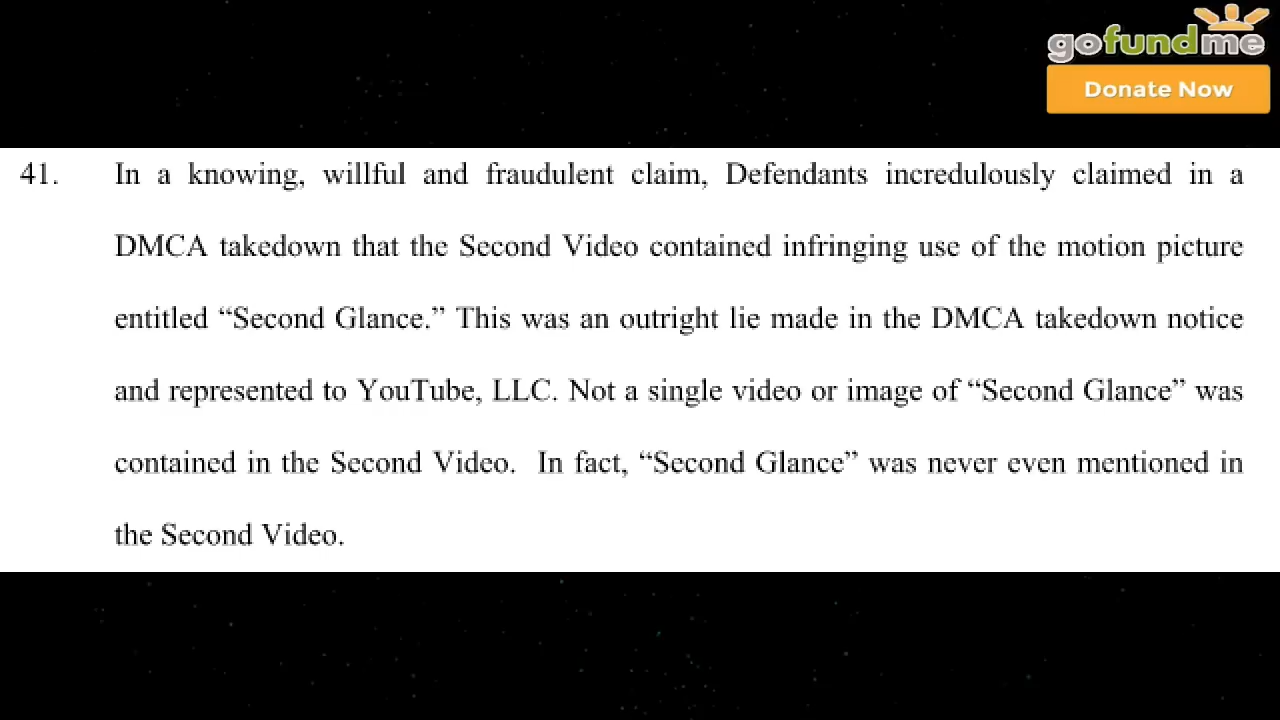 gofundme
Donate Now
41. In a knowing, willful and fraudulent claim, Defendants incredulously claimed in a
DMCA takedown that the Second Video contained infringing use of the motion picture
entitled “Second Glance.” This was an outright lie made in the DMCA takedown notice
and represented to YouTube, LLC. Not a single video or image of “Second Glance” was
contained in the Second Video. In fact, “Second Glance” was never even mentioned in
the Second Video.